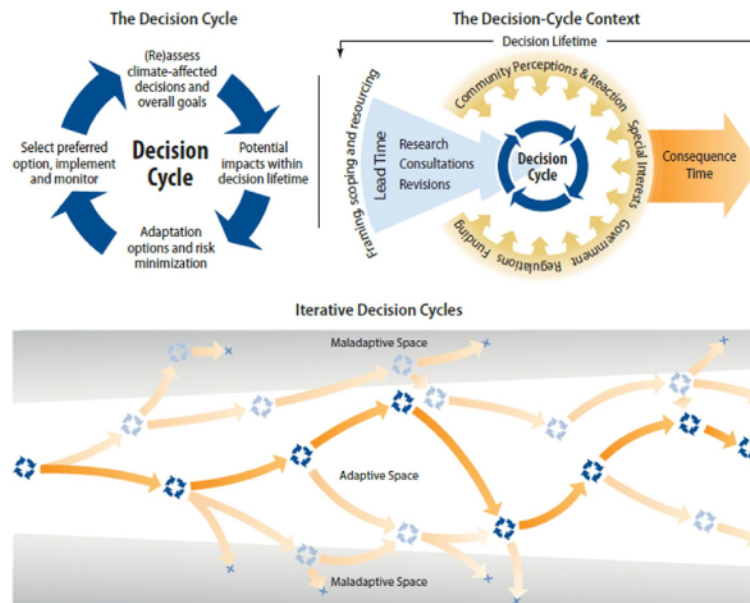 The Decision Cycle
(Re)assess
climate-affected
decisions and
overall goals
Select preferred
option, implement
and monitor
Decision
Cycle
Potential
impacts within
decision lifetime
Adaptation
options and risk
minimization
The Decision-Cycle Context
Decision Lifetime
Framing, scoping and resourcing
Lead Time
Research
Consultations
Revisions
Decision
Cycle
Community Perceptions & Reaction
Special Interests
Government
Regulations
Funding
Consequence
Time
Iterative Decision Cycles
Maladaptive Space
Adaptive Space
Maladaptive Space